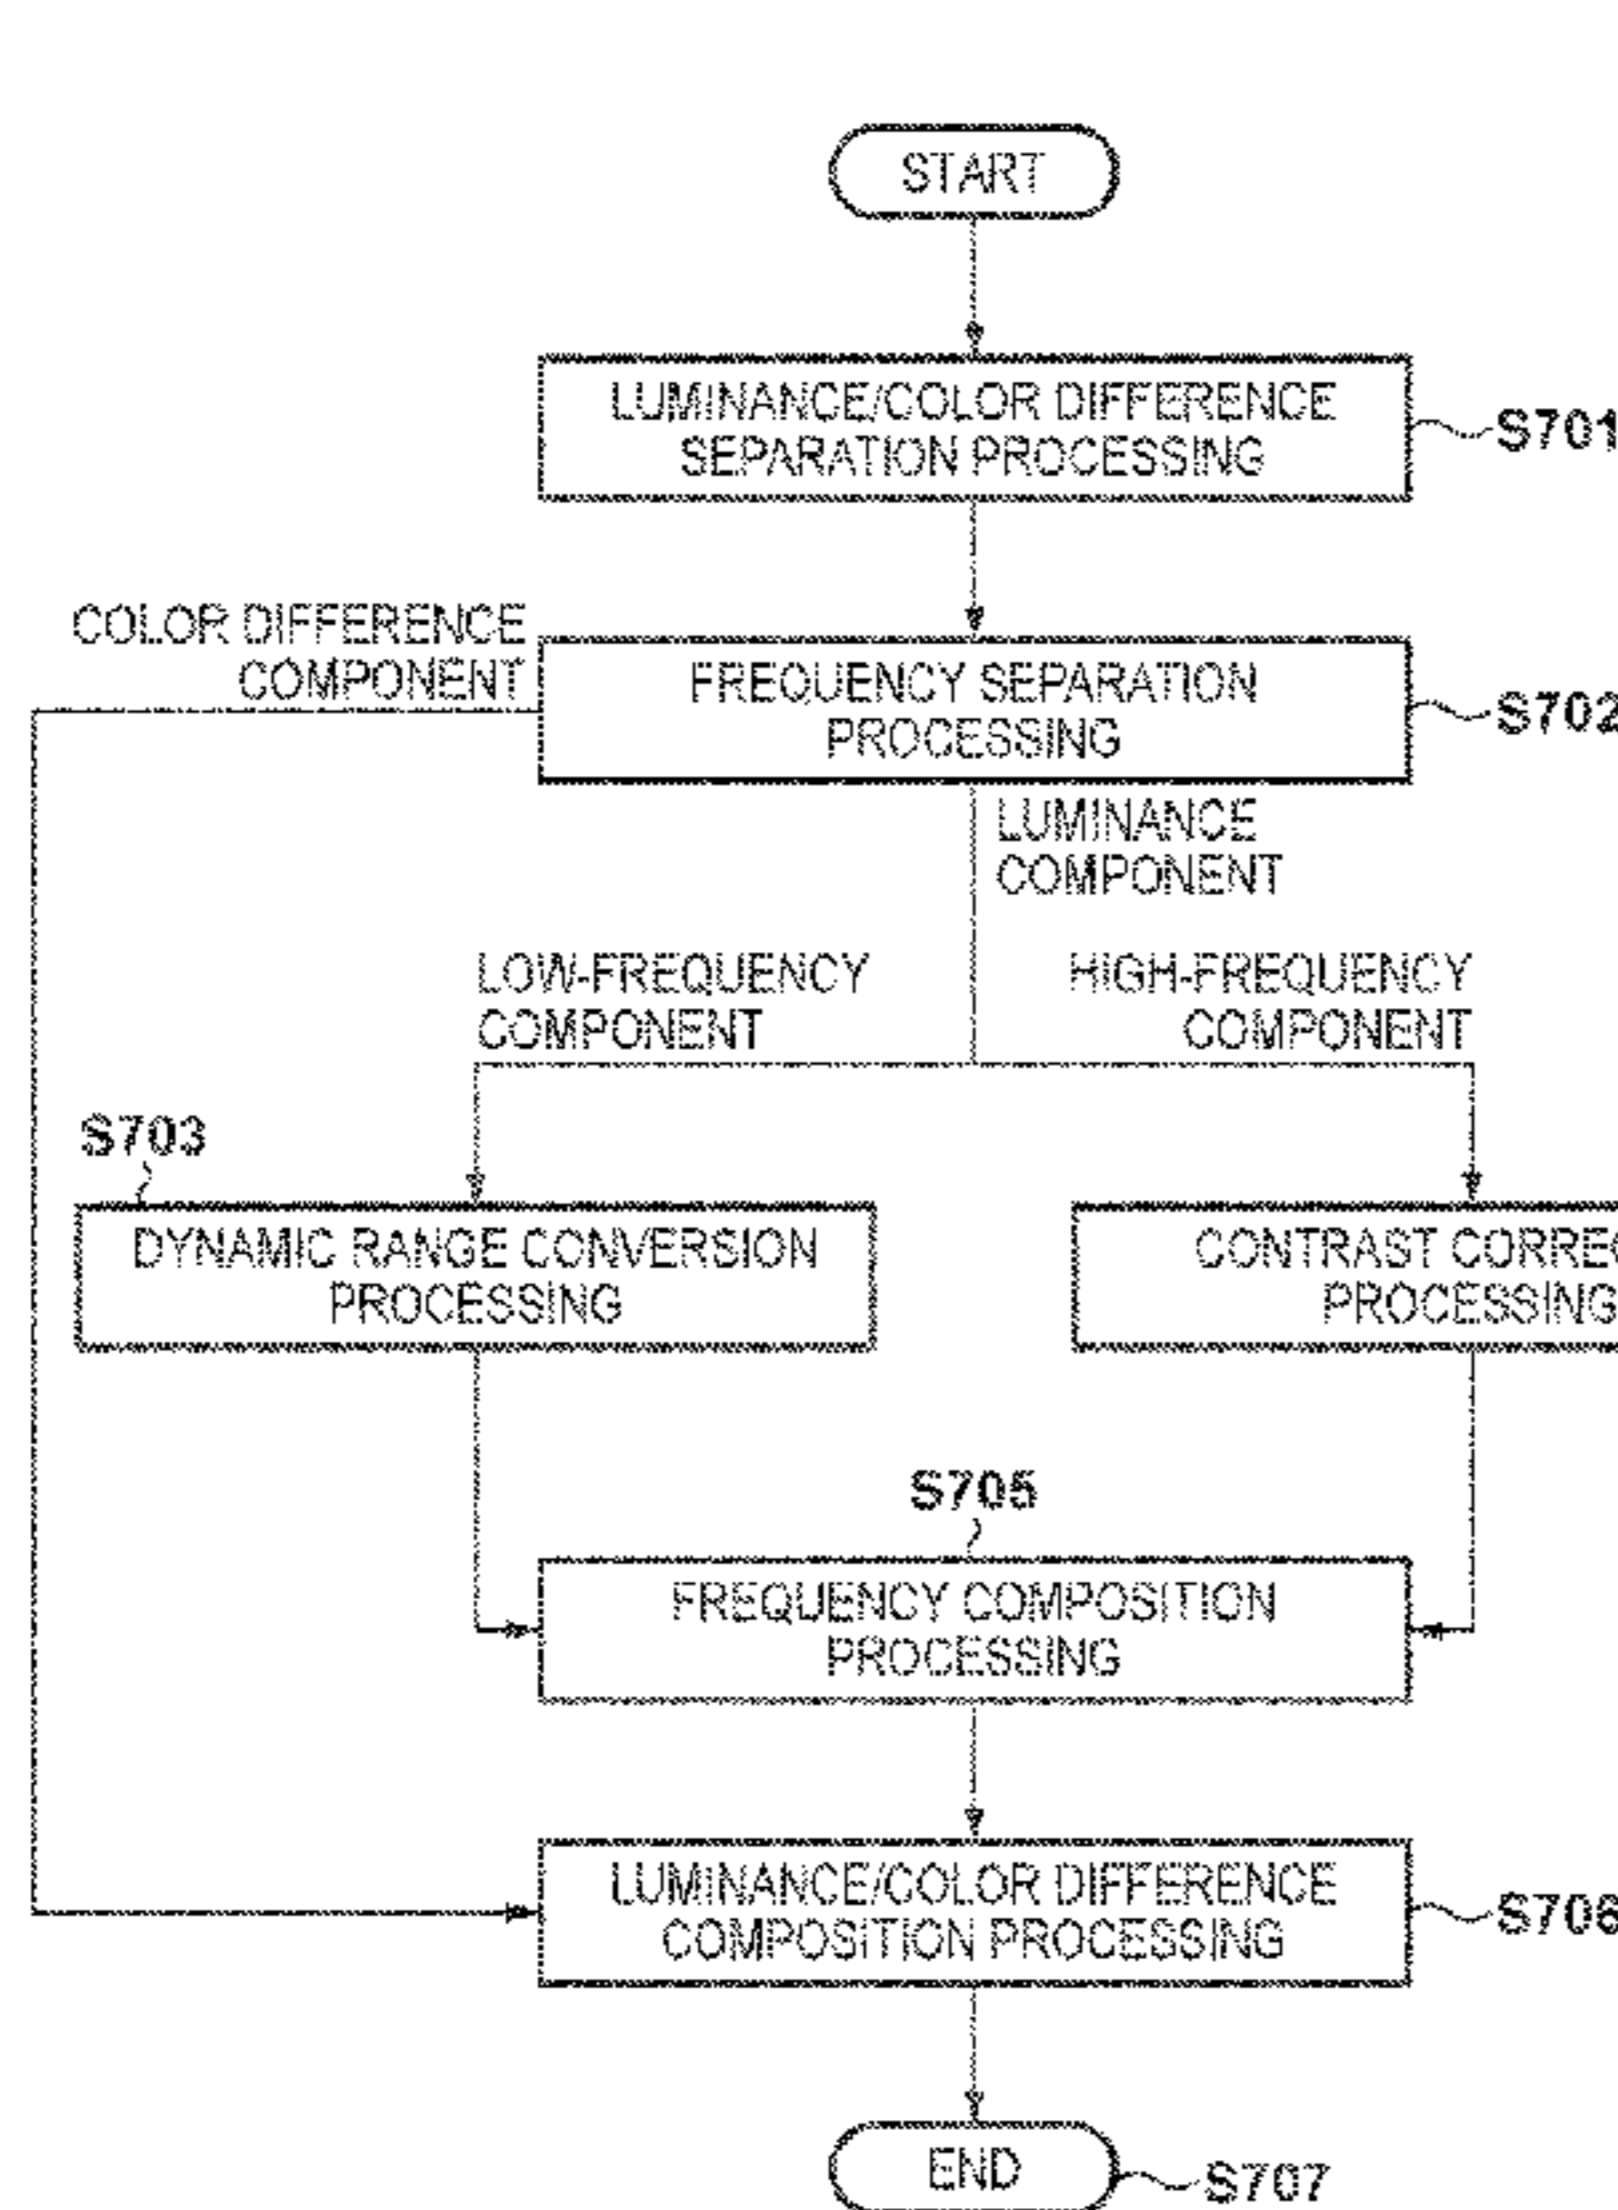 START
LUMINANCE/COLOR DIFFERENCE
SEPARATION PROCESSING
S701
COLOR DIFFERENCE
COMPONENT
FREQUENCY SEPARATION
PROCESSING
S702
LUMINANCE
COMPONENT
LOW-FREQUENCY
COMPONENT
HIGH-FREQUENCY
COMPONENT
S703
DYNAMIC RANGE CONVERSION
PROCESSING
CONTRAST
PROCESSING
S705
FREQUENCY COMPOSITION
PROCESSING
LUMINANCE/COLOR DIFFERENCE
COMPOSITION PROCESSING
S706
END
S707